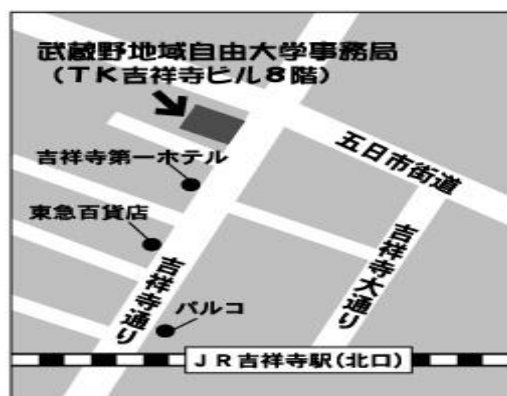 武蔵野地域自由大学事務局
(TK吉祥寺ビル8階)
吉祥寺第一ホテル
五日市街道
東急百貨店
吉祥寺通り
吉祥寺大通り
パルコ
JR吉祥寺駅(北口)